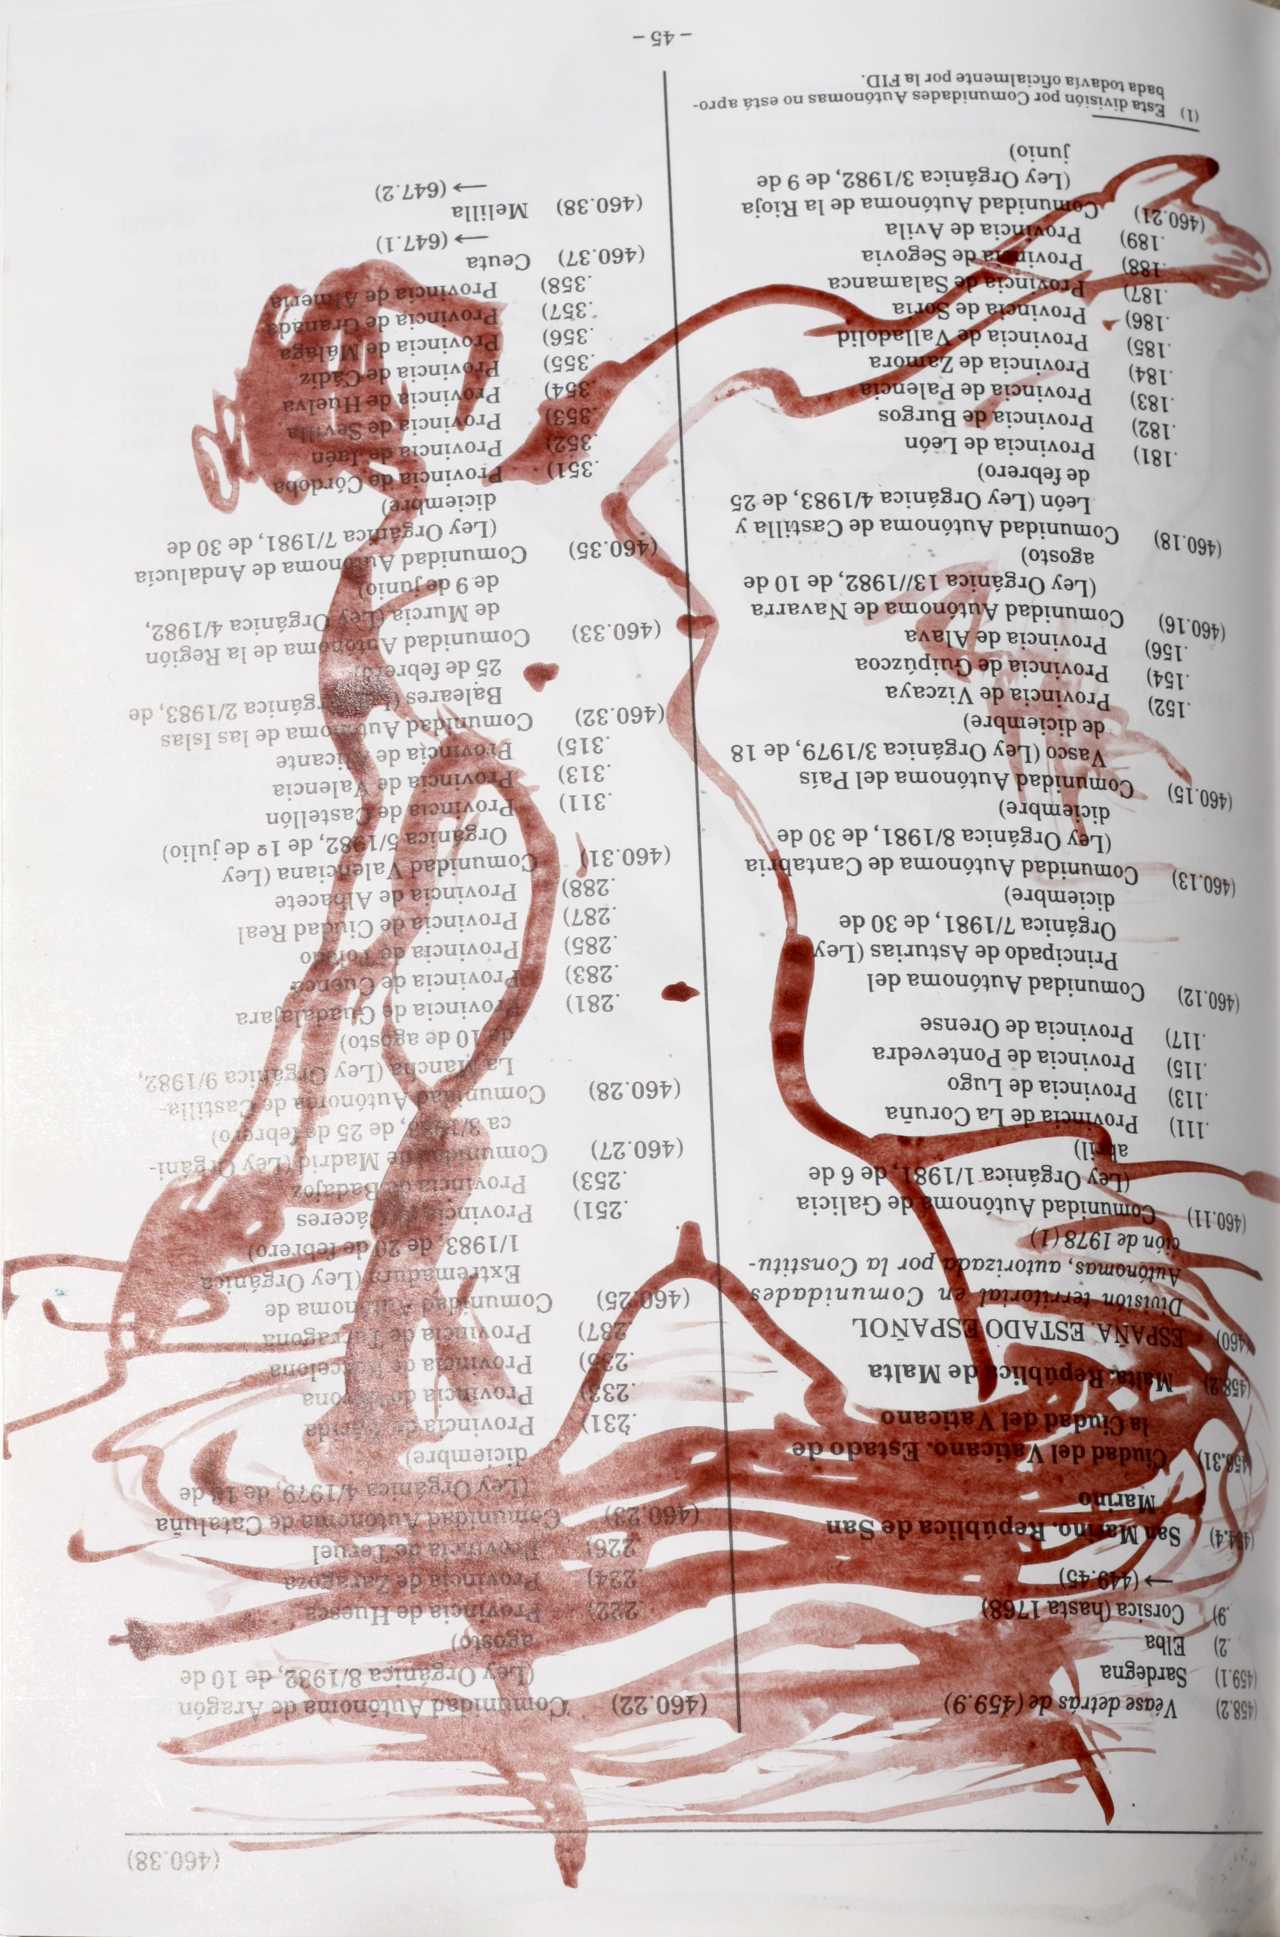 (460.38)
(458.2) Véase detrás de (459.9)
(459.1) Sardegna
.2) Elba
.9) Corsica (hasta 1768)
→ (449.45)
(454.4) San Marino. República de San
Marino
(456.31) Ciudad del Vaticano. Estado de
la Ciudad del Vaticano
(458.2) Malta. República de Malta
(460) ESPAÑA. ESTADO ESPAÑOL
División territorial en Comunidades
Autónomas, autorizada por la Constitu-
ción de 1978 (1)
(460.11) Comunidad Autónoma de Galicia
(Ley Orgánica 1/1981, de 6 de
abril)
.111) Provincia de La Coruña
.113) Provincia de Lugo
.115) Provincia de Pontevedra
.117) Provincia de Orense
(460.12) Comunidad Autónoma del
Principado de Asturias (Ley
Orgánica 7/1981, de 30 de
diciembre)
(460.13) Comunidad Autónoma de Cantabria
(Ley Orgánica 8/1981, de 30 de
diciembre)
(460.15) Comunidad Autónoma del País
Vasco (Ley Orgánica 3/1979, de 18
de diciembre)
.152) Provincia de Vizcaya
.154) Provincia de Guipúzcoa
.156) Provincia de Alava
(460.16) Comunidad Autónoma de Navarra
(Ley Orgánica 13//1982, de 10 de
agosto)
(460.18) Comunidad Autónoma de Castilla y
León (Ley Orgánica 4/1983, de 25
de febrero)
.181) Provincia de León
.182) Provincia de Burgos
.183) Provincia de Palencia
.184) Provincia de Zamora
.185) Provincia de Valladolid
.186) Provincia de Soria
.187) Provincia de Salamanca
.188) Provincia de Segovia
.189) Provincia de Avila
(460.21) Comunidad Autónoma de la Rioja
(Ley Orgánica 3/1982, de 9 de
junio)
(1) Esta división por Comunidades Autónomas no está apro-
bada todavía oficialmente por la FID.
(460.22) Comunidad Autónoma de Aragón
(Ley Orgánica 8/1982, de 10 de
agosto)
.222) Provincia de Huesca
.224) Provincia de Zaragoza
.226) Provincia de Teruel
(460.23) Comunidad Autónoma de Cataluña
(Ley Orgánica 4/1979, de 18 de
diciembre)
.231) Provincia de Lérida
.233) Provincia de Gerona
.235) Provincia de Barcelona
.287) Provincia de Tarragona
(460.25) Comunidad Autónoma de
Extremadura (Ley Orgánica
1/1983, de 20 de febrero)
.251) Provincia de Cáceres
.253) Provincia de Badajoz
(460.27) Comunidad de Madrid (Ley Orgáni-
ca 3/1983, de 25 de febrero)
(460.28) Comunidad Autónoma de Castilla-
La Mancha (Ley Orgánica 9/1982,
de 10 de agosto)
.281) Provincia de Guadalajara
.283) Provincia de Cuenca
.285) Provincia de Toledo
.287) Provincia de Ciudad Real
.288) Provincia de Albacete
(460.31) Comunidad Valenciana (Ley
Orgánica 5/1982, de 1º de julio)
.311) Provincia de Castellón
.313) Provincia de Valencia
.315) Provincia de Alicante
(460.32) Comunidad Autónoma de las Islas
Baleares (Ley Orgánica 2/1983, de
25 de febrero)
(460.33) Comunidad Autónoma de la Región
de Murcia (Ley Orgánica 4/1982,
de 9 de junio)
(460.35) Comunidad Autónoma de Andalucía
(Ley Orgánica 7/1981, de 30 de
diciembre)
.351) Provincia de Córdoba
.352) Provincia de Jaén
.353) Provincia de Sevilla
.354) Provincia de Huelva
.355) Provincia de Cádiz
.356) Provincia de Málaga
.357) Provincia de Granada
.358) Provincia de Almería
(460.37) Ceuta
→ (647.1)
(460.38) Melilla
→ (647.2)
– 45 –